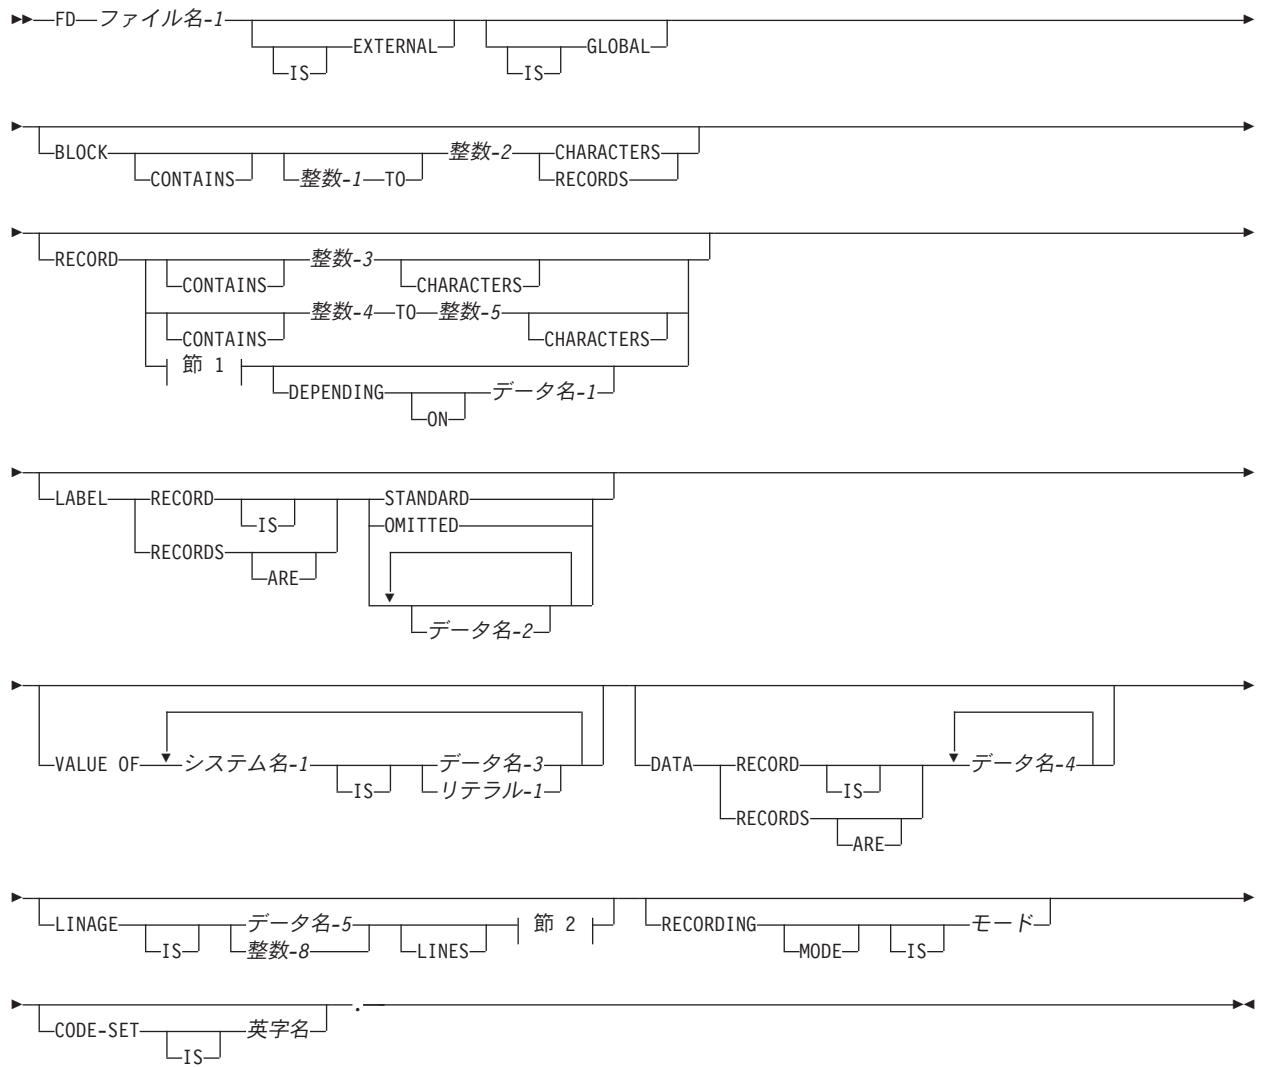 FD ファイル名-1 EXTERNAL GLOBAL
IS IS
BLOCK 整数-2 CHARACTERS
CONTAINS 整数-1 TO RECORDS
RECORD 整数-3
CONTAINS CHARACTERS
整数-4 TO 整数-5
CONTAINS CHARACTERS
節 1
DEPENDING データ名-1
ON
LABEL RECORD STANDARD
IS OMITTED
RECORDS
ARE
データ名-2
VALUE OF システム名-1 データ名-3 DATA RECORD データ名-4
IS リテラル-1 IS
RECORDS
ARE
LINAGE データ名-5 節 2 RECORDING モード
IS 整数-8 LINES MODE IS
CODE-SET 英字名 .
IS